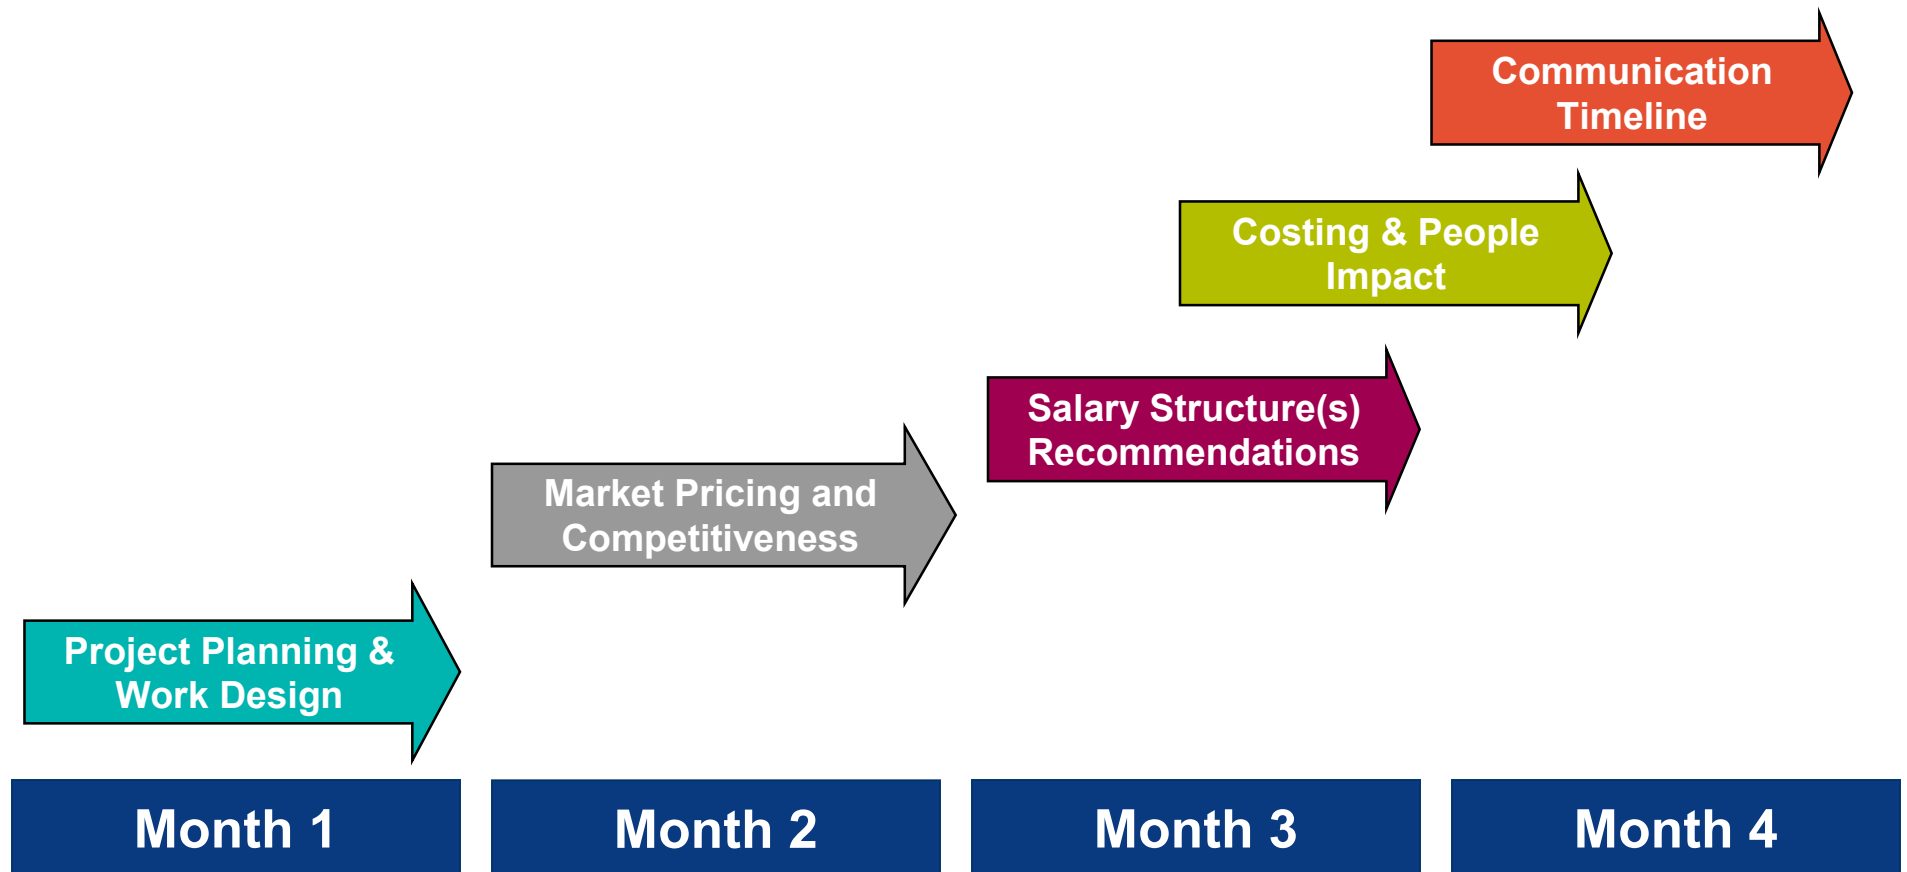 Communication
Timeline
Costing & People
Impact
Salary Structure(s)
Recommendations
Market Pricing and
Competitiveness
Project Planning &
Work Design
Month 1
Month 2
Month 3
Month 4